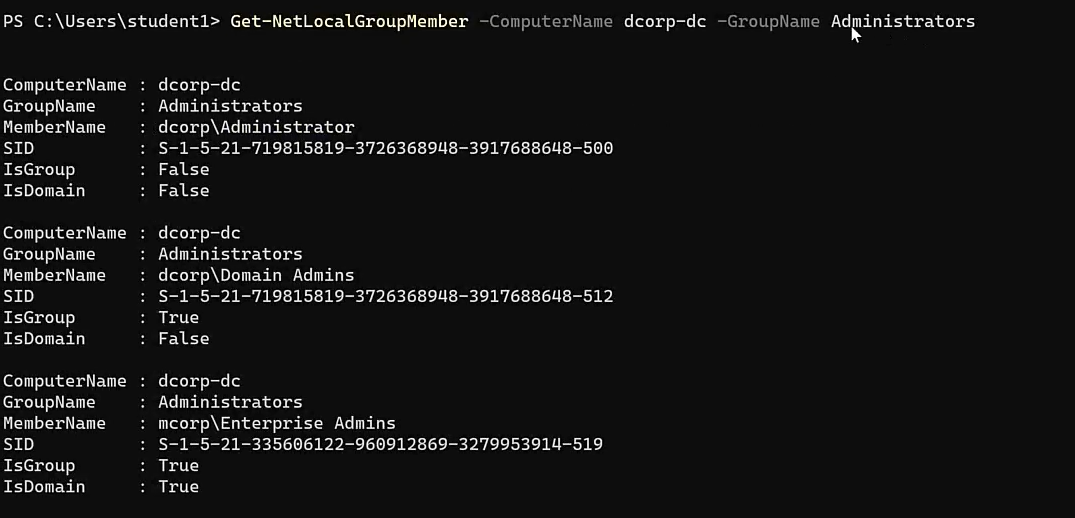 PS C:\Users\student1> Get-NetLocalGroupMember -ComputerName dcorp-dc -GroupName Administrators
ComputerName : dcorp-dc
GroupName : Administrators
MemberName : dcorp\Administrator
SID : S-1-5-21-719815819-3726368948-3917688648-500
IsGroup : False
IsDomain : False
ComputerName : dcorp-dc
GroupName : Administrators
MemberName : dcorp\Domain Admins
SID : S-1-5-21-719815819-3726368948-3917688648-512
IsGroup : True
IsDomain : False
ComputerName : dcorp-dc
GroupName : Administrators
MemberName : mcorp\Enterprise Admins
SID : S-1-5-21-335606122-960912869-3279953914-519
IsGroup : True
IsDomain : True